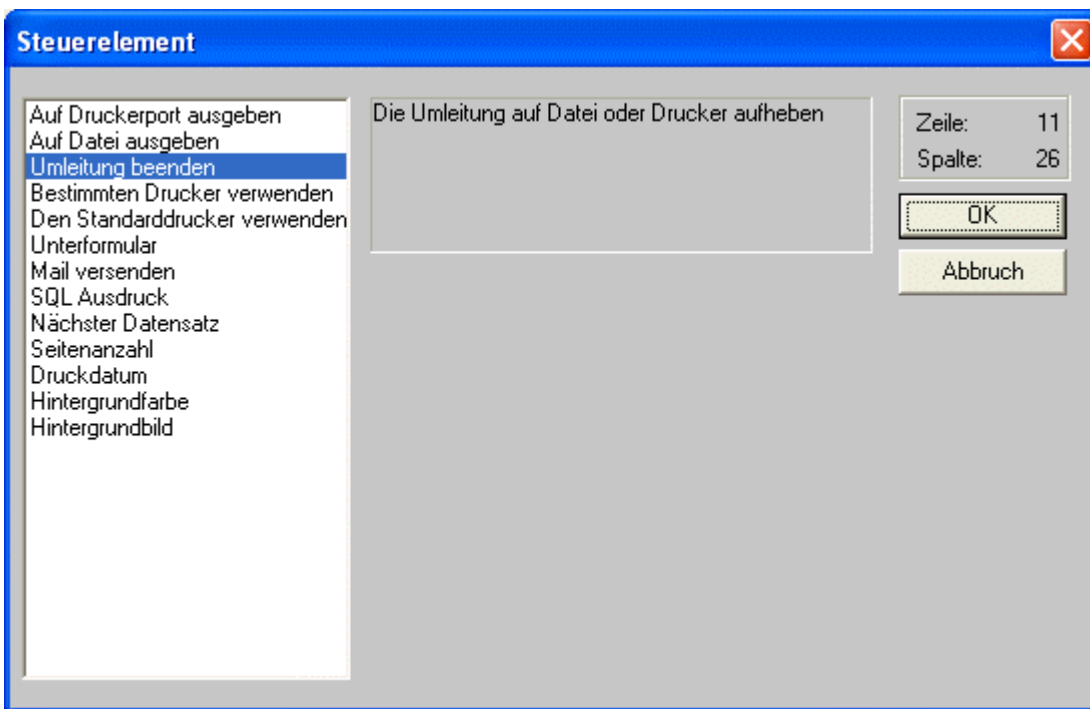 Steuerelement
Auf Druckerport ausgeben
Auf Datei ausgeben
Umleitung beenden
Bestimmten Drucker verwenden
Den Standarddrucker verwenden
Unterformular
Mail versenden
SQL Ausdruck
Nächster Datensatz
Seitenanzahl
Druckdatum
Hintergrundfarbe
Hintergrundbild
Die Umleitung auf Datei oder Drucker aufheben
Zeile: 11
Spalte: 26
OK
Abbruch